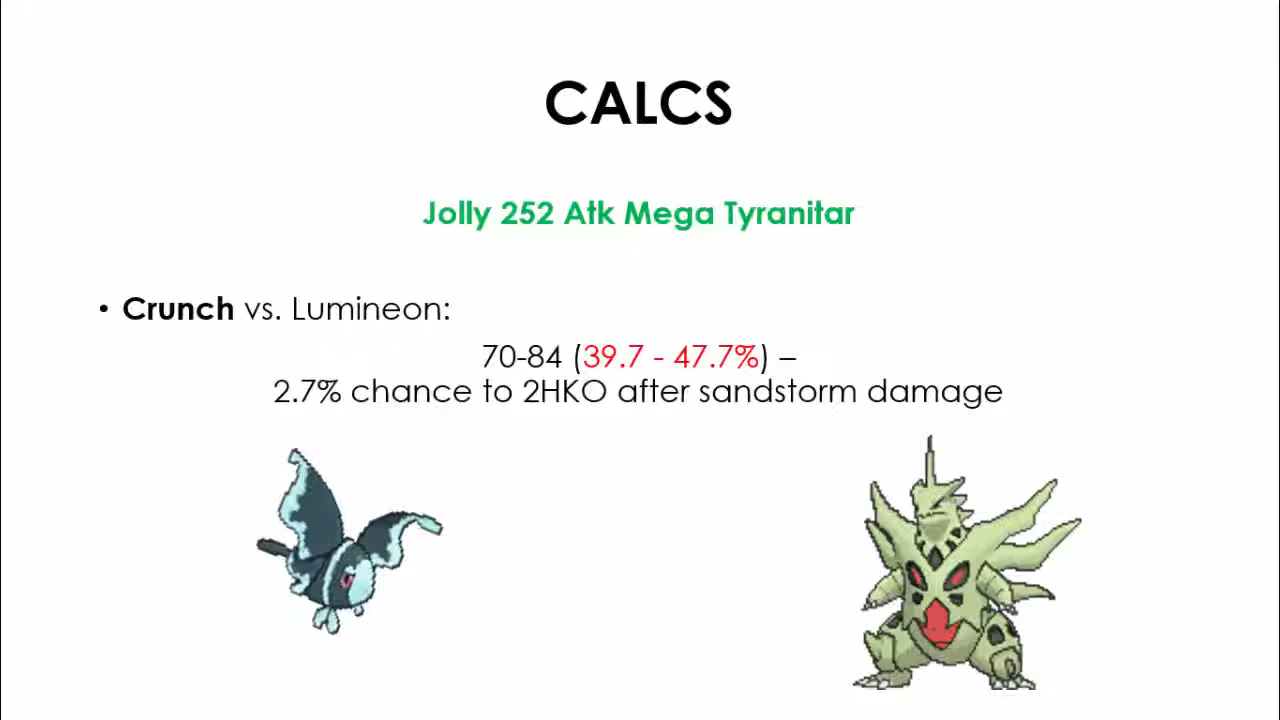 CALCS
Jolly 252 Atk Mega Tyranitar
• Crunch vs. Lumineon:
70-84 (39.7 - 47.7%) –
2.7% chance to 2HKO after sandstorm damage